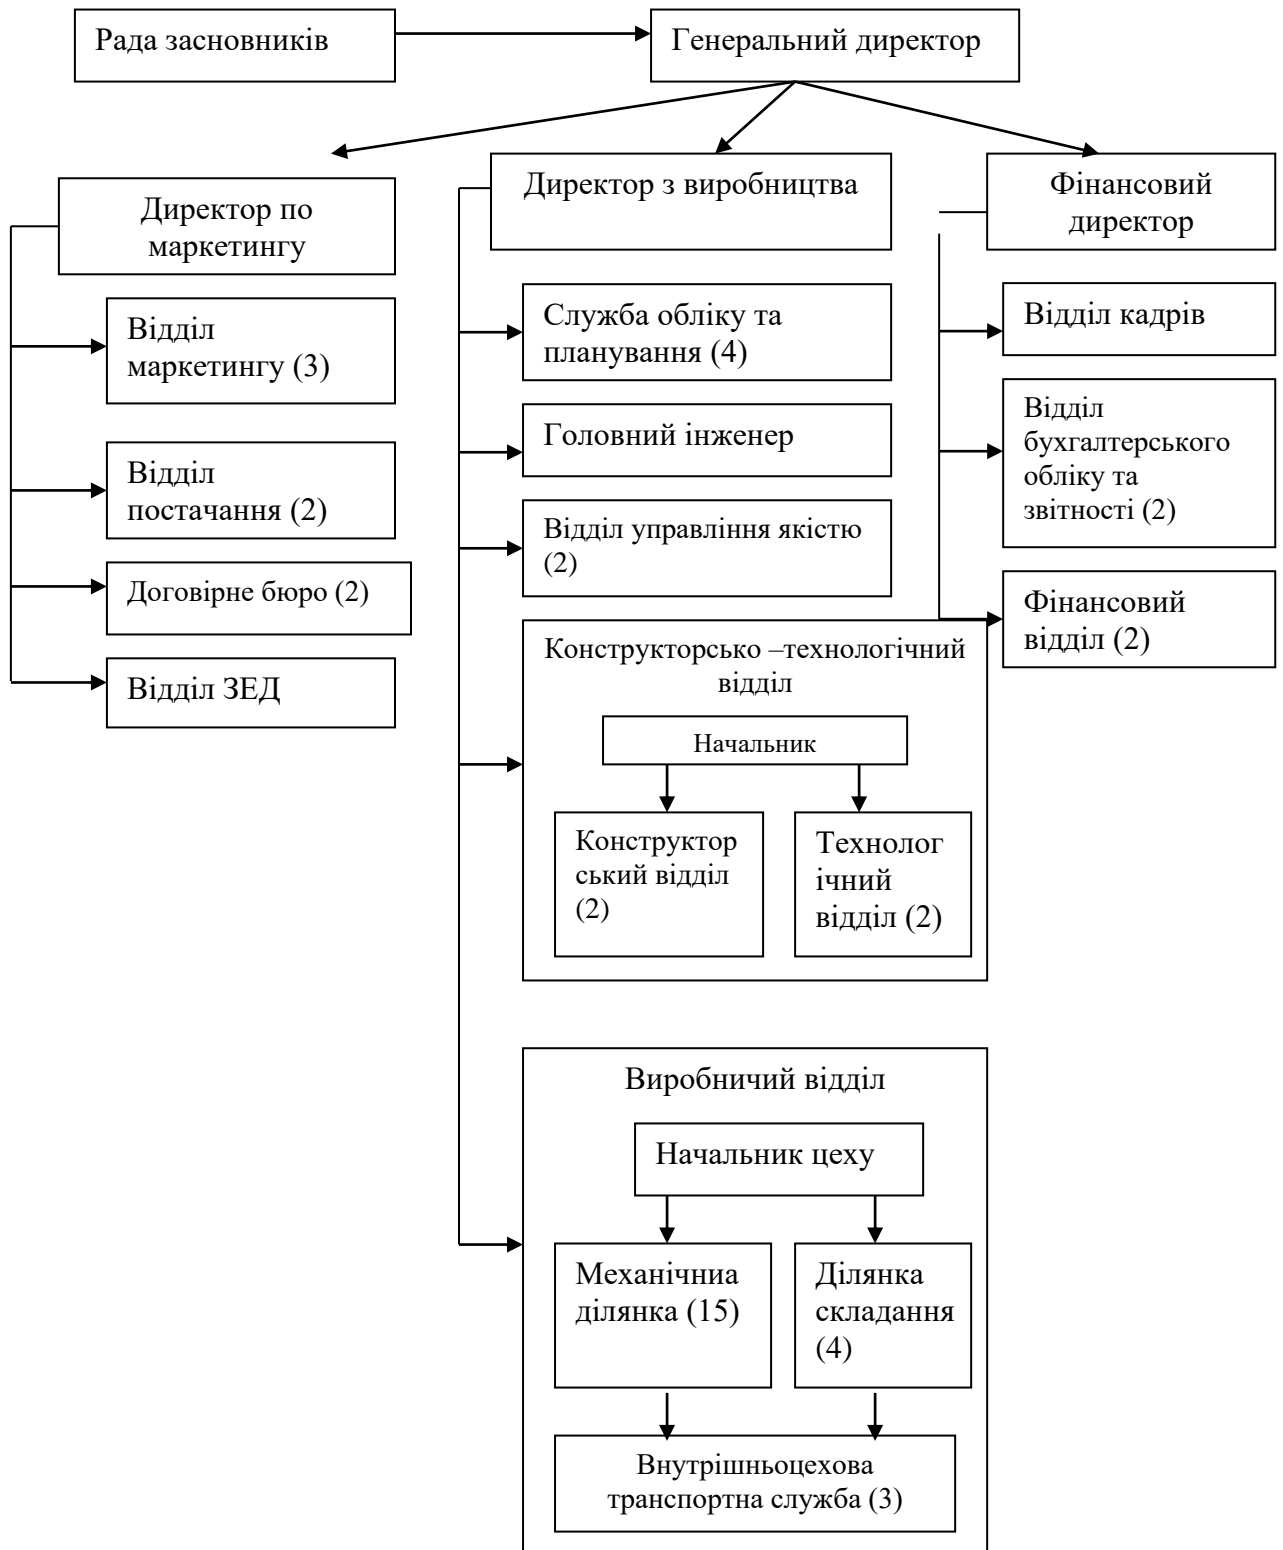 Рада засновників
Генеральний директор
Директор по
маркетингу
Відділ
маркетингу (3)
Відділ
постачання (2)
Договірне бюро (2)
Відділ ЗЕД
Директор з виробництва
Служба обліку та
планування (4)
Головний інженер
Відділ управління якістю
(2)
Конструкторсько –технологічний
відділ
Начальник
Конструктор
ський відділ
(2)
Технолог
ічний
відділ (2)
Виробничий відділ
Начальник цеху
Механічниа
ділянка (15)
Ділянка
складання
(4)
Внутрішньоцехова
транспортна служба (3)
Фінансовий
директор
Відділ кадрів
Відділ
бухгалтерського
обліку та
звітності (2)
Фінансовий
відділ (2)